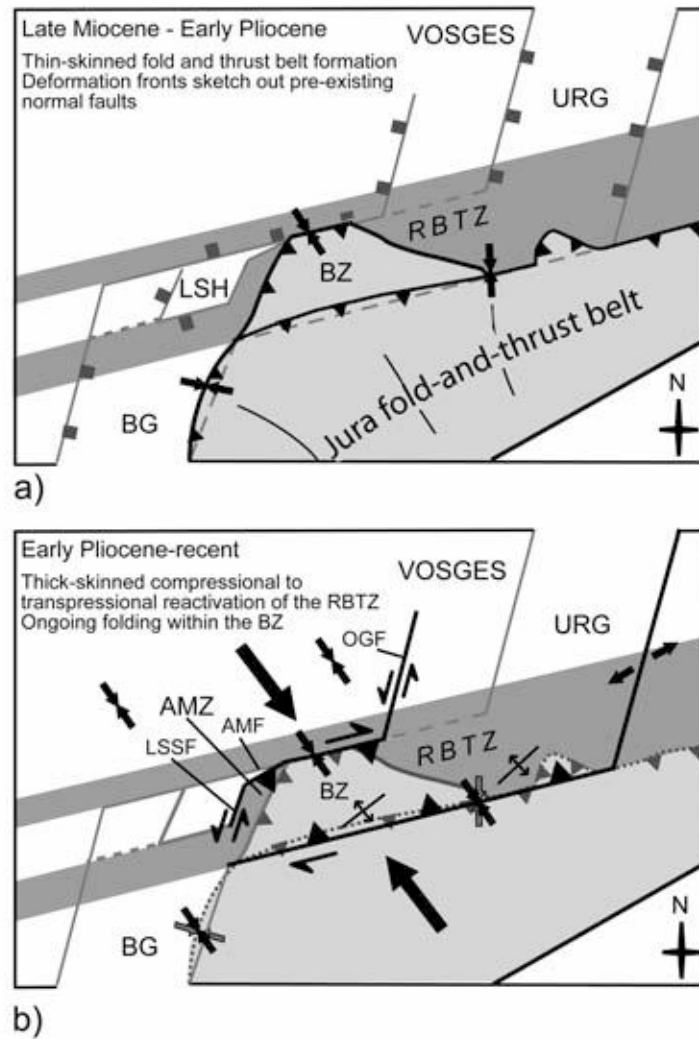 Late Miocene - Early Pliocene
VOSGES
Thin-skinned fold and thrust belt formation
Deformation fronts sketch out pre-existing
normal faults
URG
RBTZ
BZ
LSH
Jura fold-and-thrust belt
BG
N
a)
Early Pliocene-recent
VOSGES
Thick-skinned compressional to
transpressional reactivation of the RBTZ
Ongoing folding within the BZ
URG
OGF
AMZ
AMF
LSSF
RBTZ
BZ
BG
N
b)